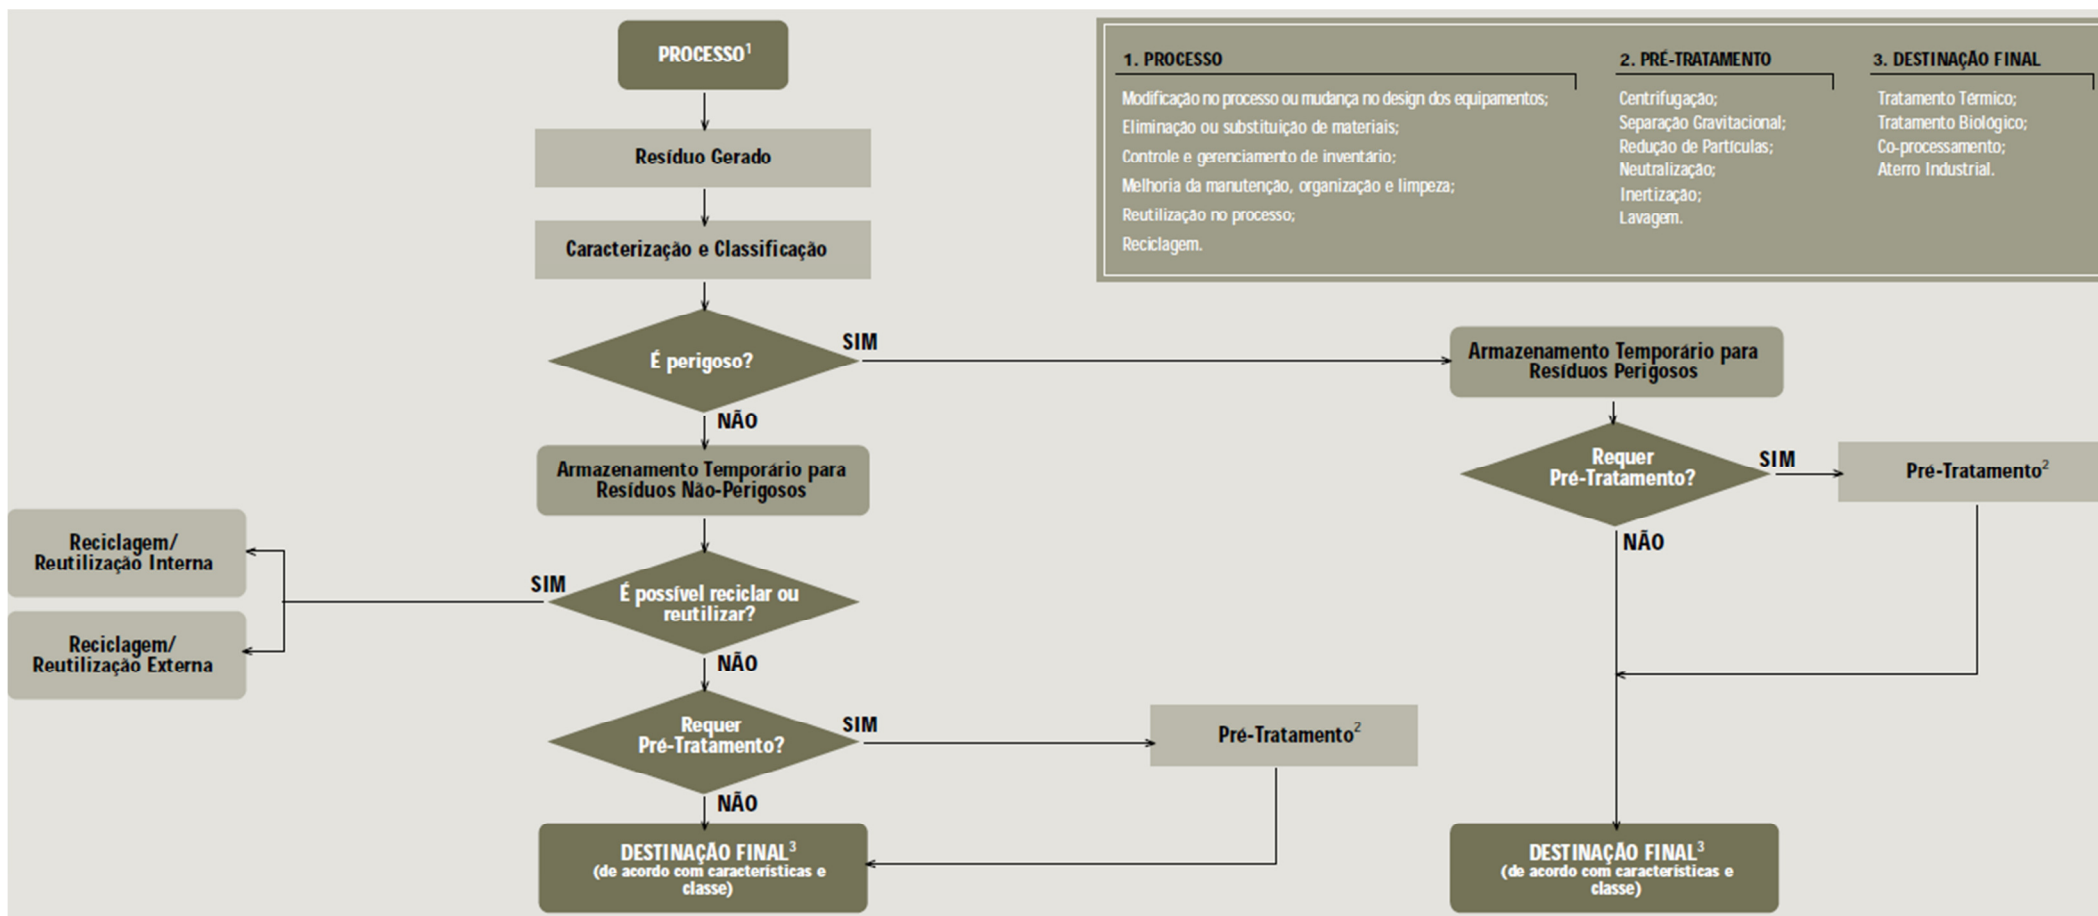 PROCESSO¹
Resíduo Gerado
Caracterização e Classificação
É perigoso?
SIM
NÃO
Armazenamento Temporário para
Resíduos Não-Perigosos
É possível reciclar ou
reutilizar?
SIM
Reciclagem/
Reutilização Interna
Reciclagem/
Reutilização Externa
NÃO
Requer
Pré-Tratamento?
SIM
Pré-Tratamento²
NÃO
DESTINAÇÃO FINAL³
(de acordo com características e
classe)
1. PROCESSO
Modificação no processo ou mudança no design dos equipamentos;
Eliminação ou substituição de materiais;
Controle e gerenciamento de inventário;
Melhoria da manutenção, organização e limpeza;
Reutilização no processo;
Reciclagem.
2. PRÉ-TRATAMENTO
Centrifugação;
Separação Gravitacional;
Redução de Partículas;
Neutralização;
Inertização;
Lavagem.
3. DESTINAÇÃO FINAL
Tratamento Térmico;
Tratamento Biológico;
Co-processamento;
Aterro Industrial.
Armazenamento Temporário para
Resíduos Perigosos
Requer
Pré-Tratamento?
SIM
Pré-Tratamento²
NÃO
DESTINAÇÃO FINAL³
(de acordo com características e
classe)